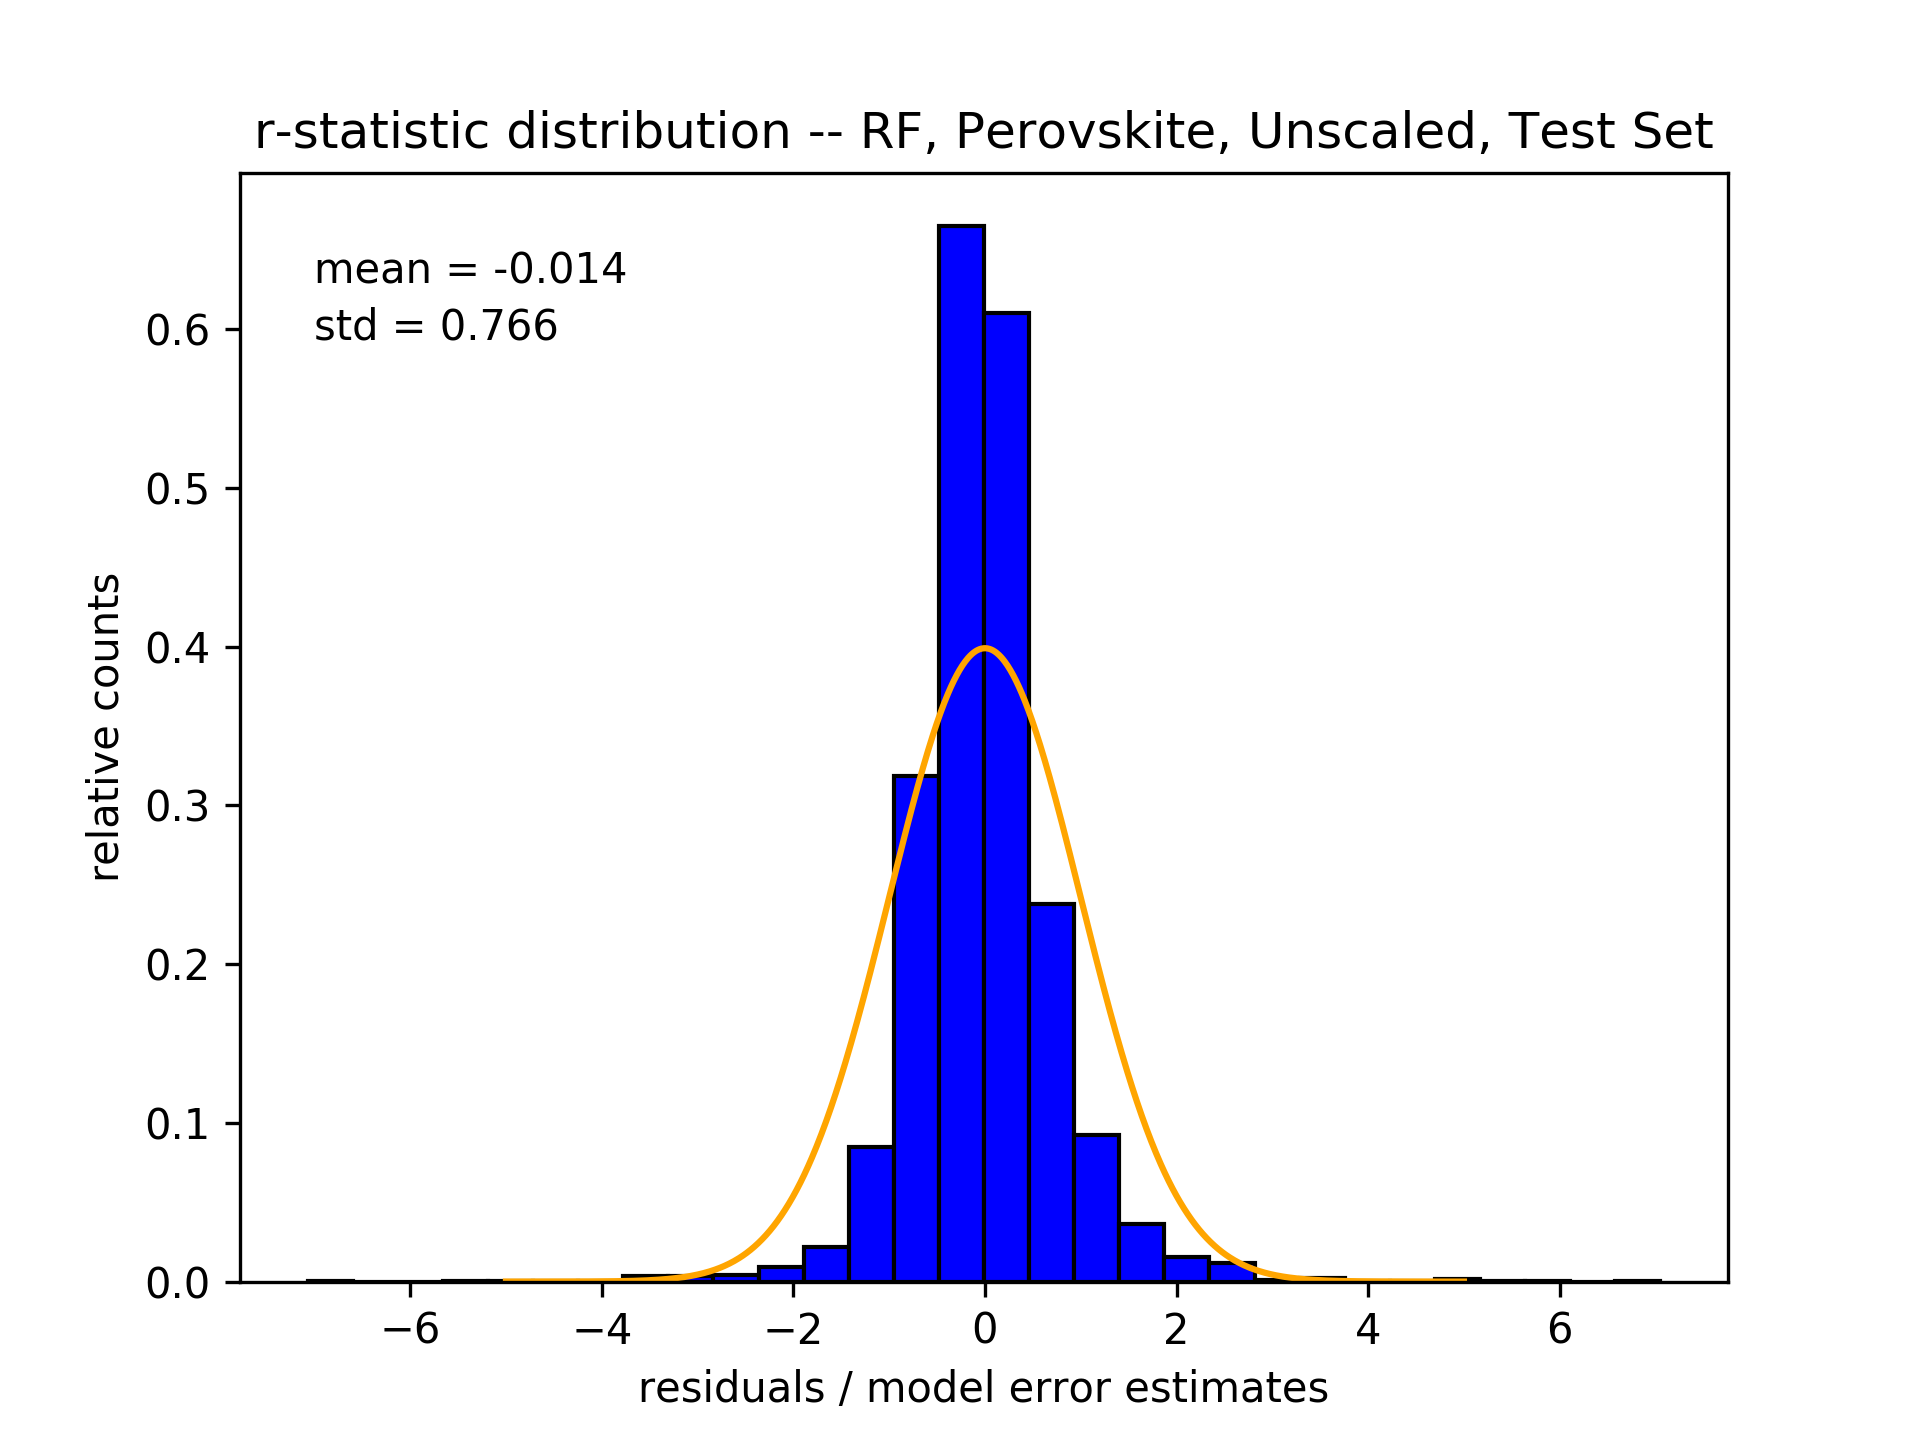 r-statistic distribution -- RF, Perovskite, Unscaled, Test Set
mean = -0.014
std = 0.766
relative counts
0.6
0.5
0.4
0.3
0.2
0.1
0.0
−6 −4 −2 0 2 4 6
residuals / model error estimates